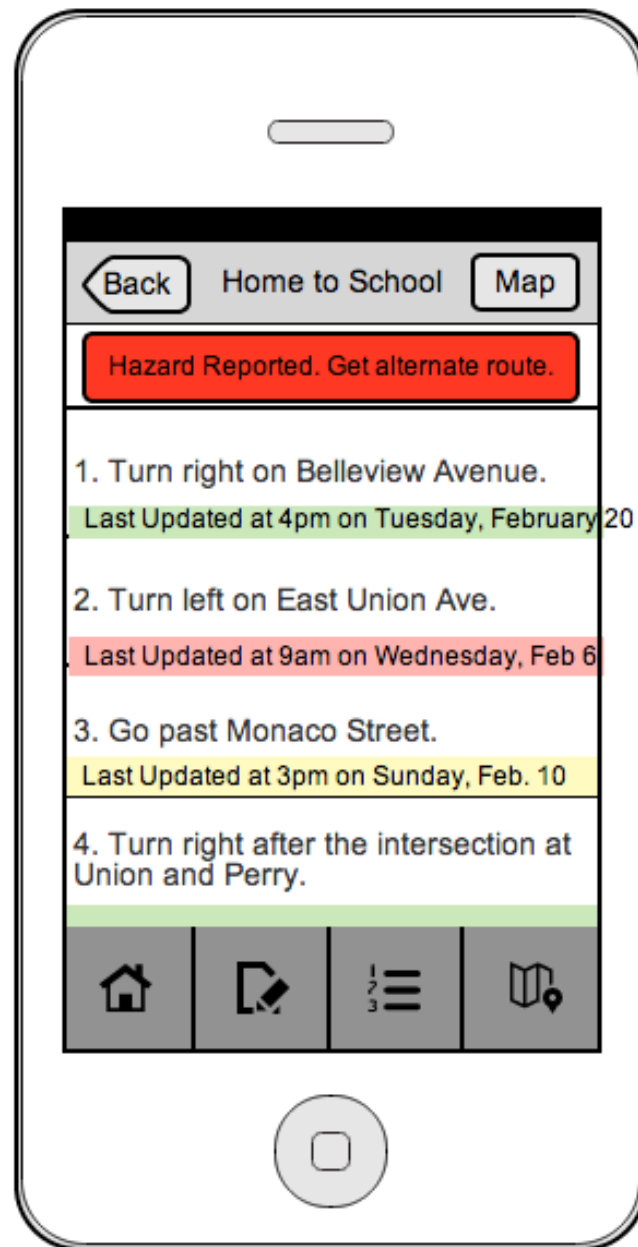 Back
Home to School
Map
Hazard Reported. Get alternate route.
1. Turn right on Belleview Avenue.
Last Updated at 4pm on Tuesday, February 20
2. Turn left on East Union Ave.
Last Updated at 9am on Wednesday, Feb 6
3. Go past Monaco Street.
Last Updated at 3pm on Sunday, Feb. 10
4. Turn right after the intersection at
Union and Perry.
1
2
3